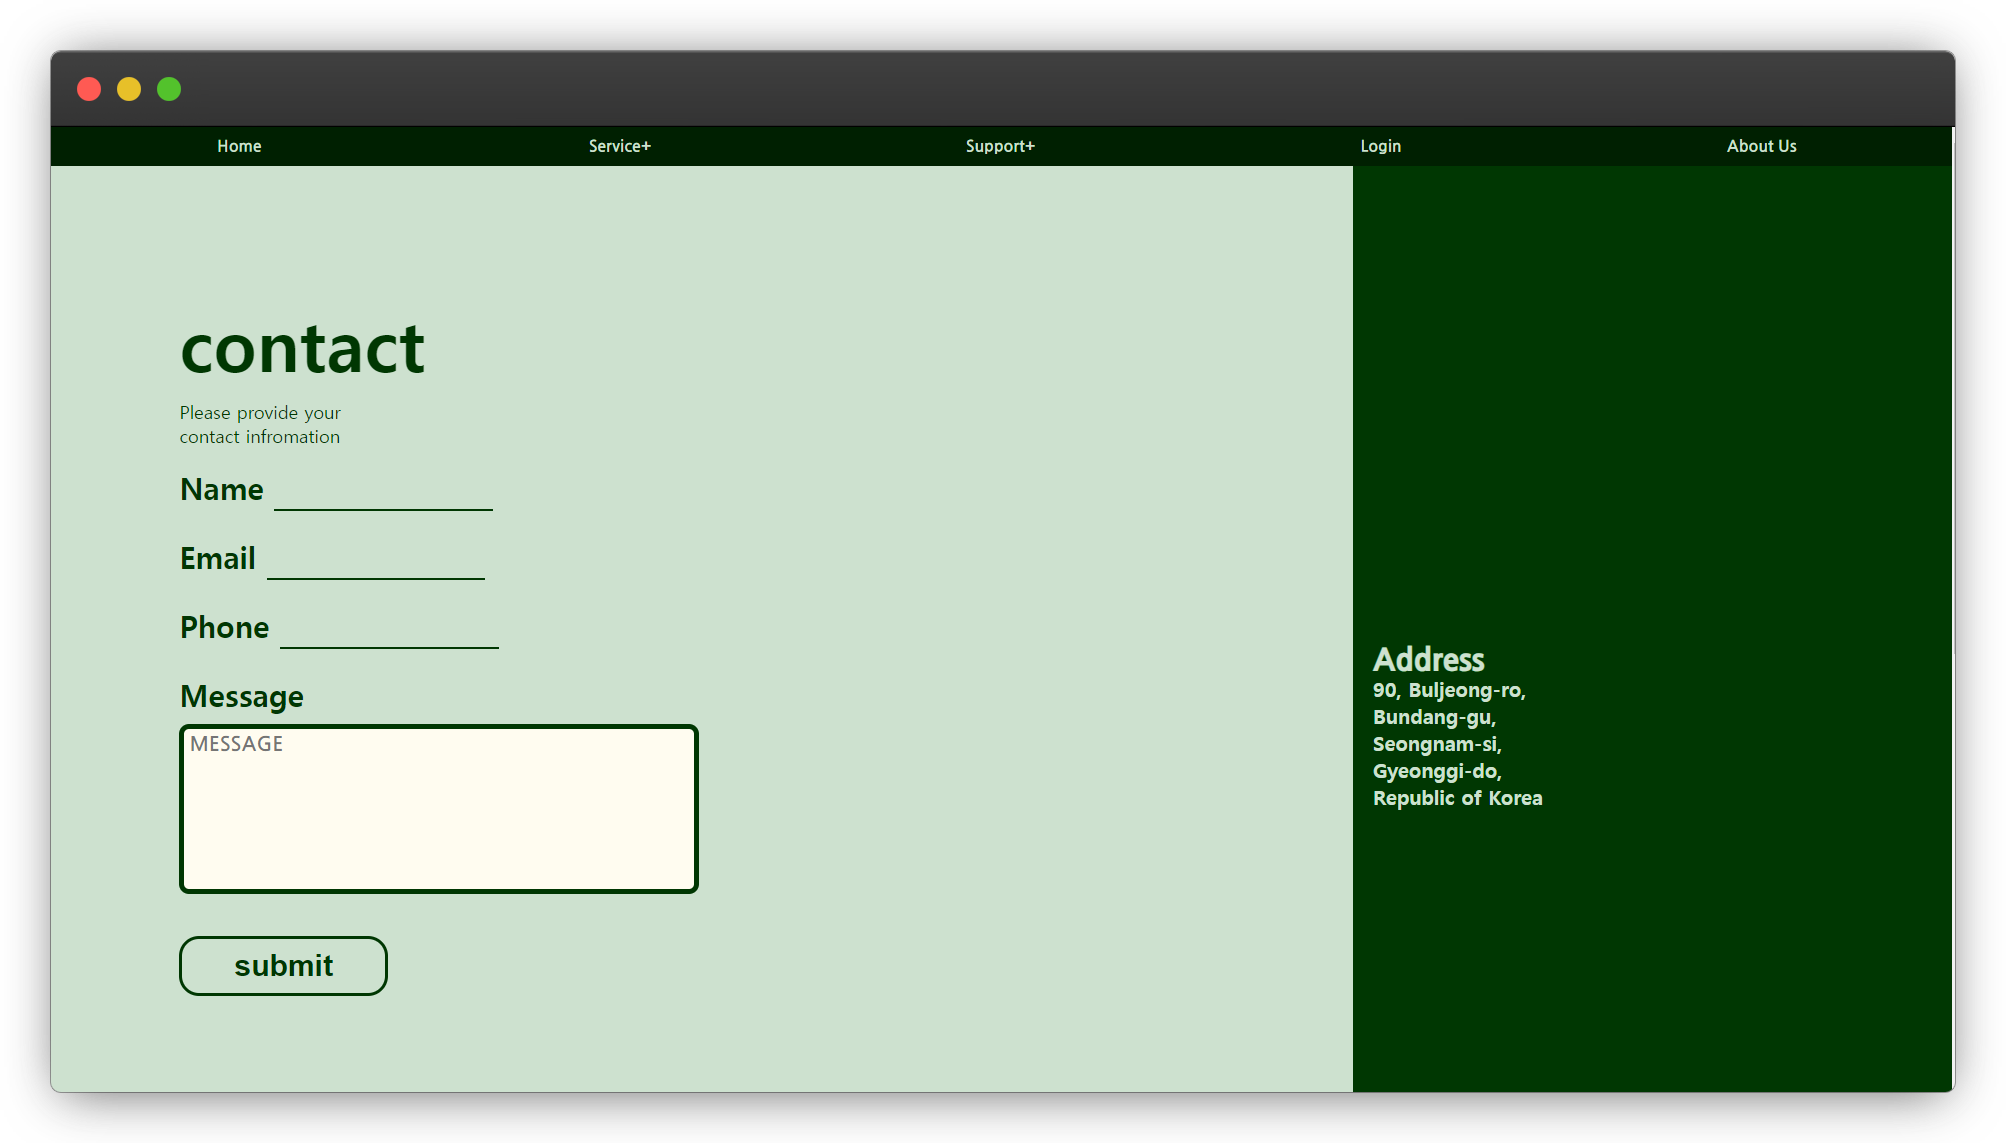 Home Service+ Support+ Login About Us
contact
Please provide your
contact infromation
Name
Email
Phone
Message
MESSAGE
submit
Address
90, Buljeong-ro,
Bundang-gu,
Seongnam-si,
Gyeonggi-do,
Republic of Korea